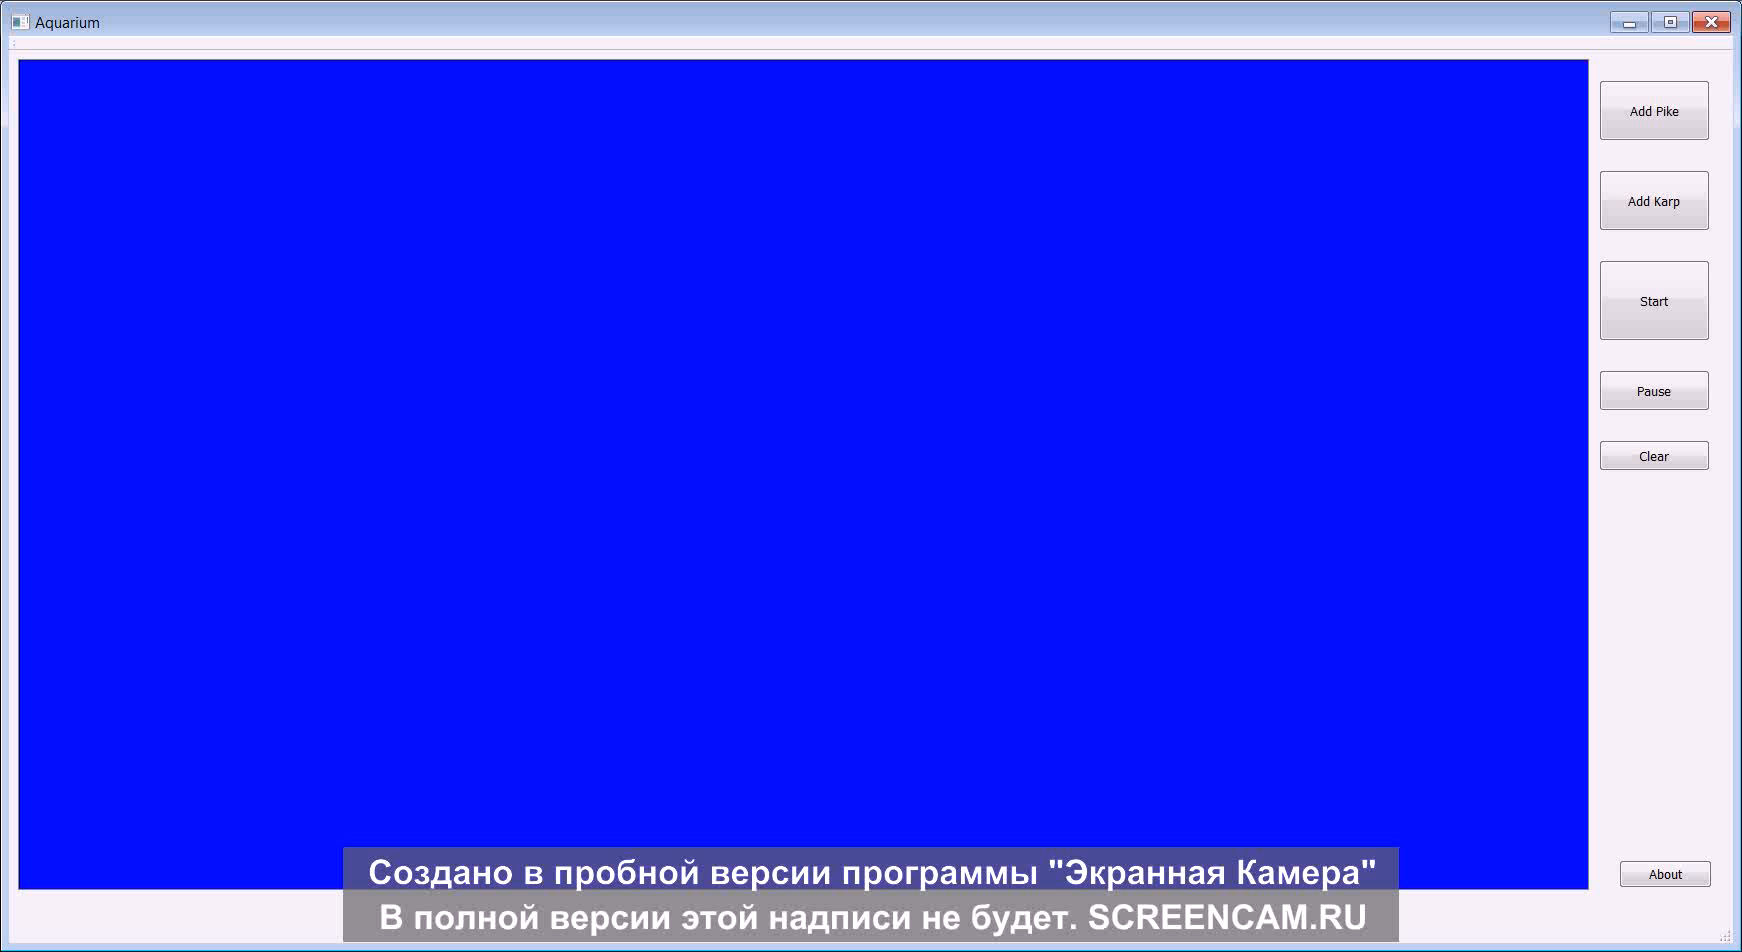 Aquarium
Add Pike
Add Karp
Start
Pause
Clear
About
Создано в пробной версии программы "Экранная Камера"
В полной версии этой надписи не будет. SCREENCAM.RU